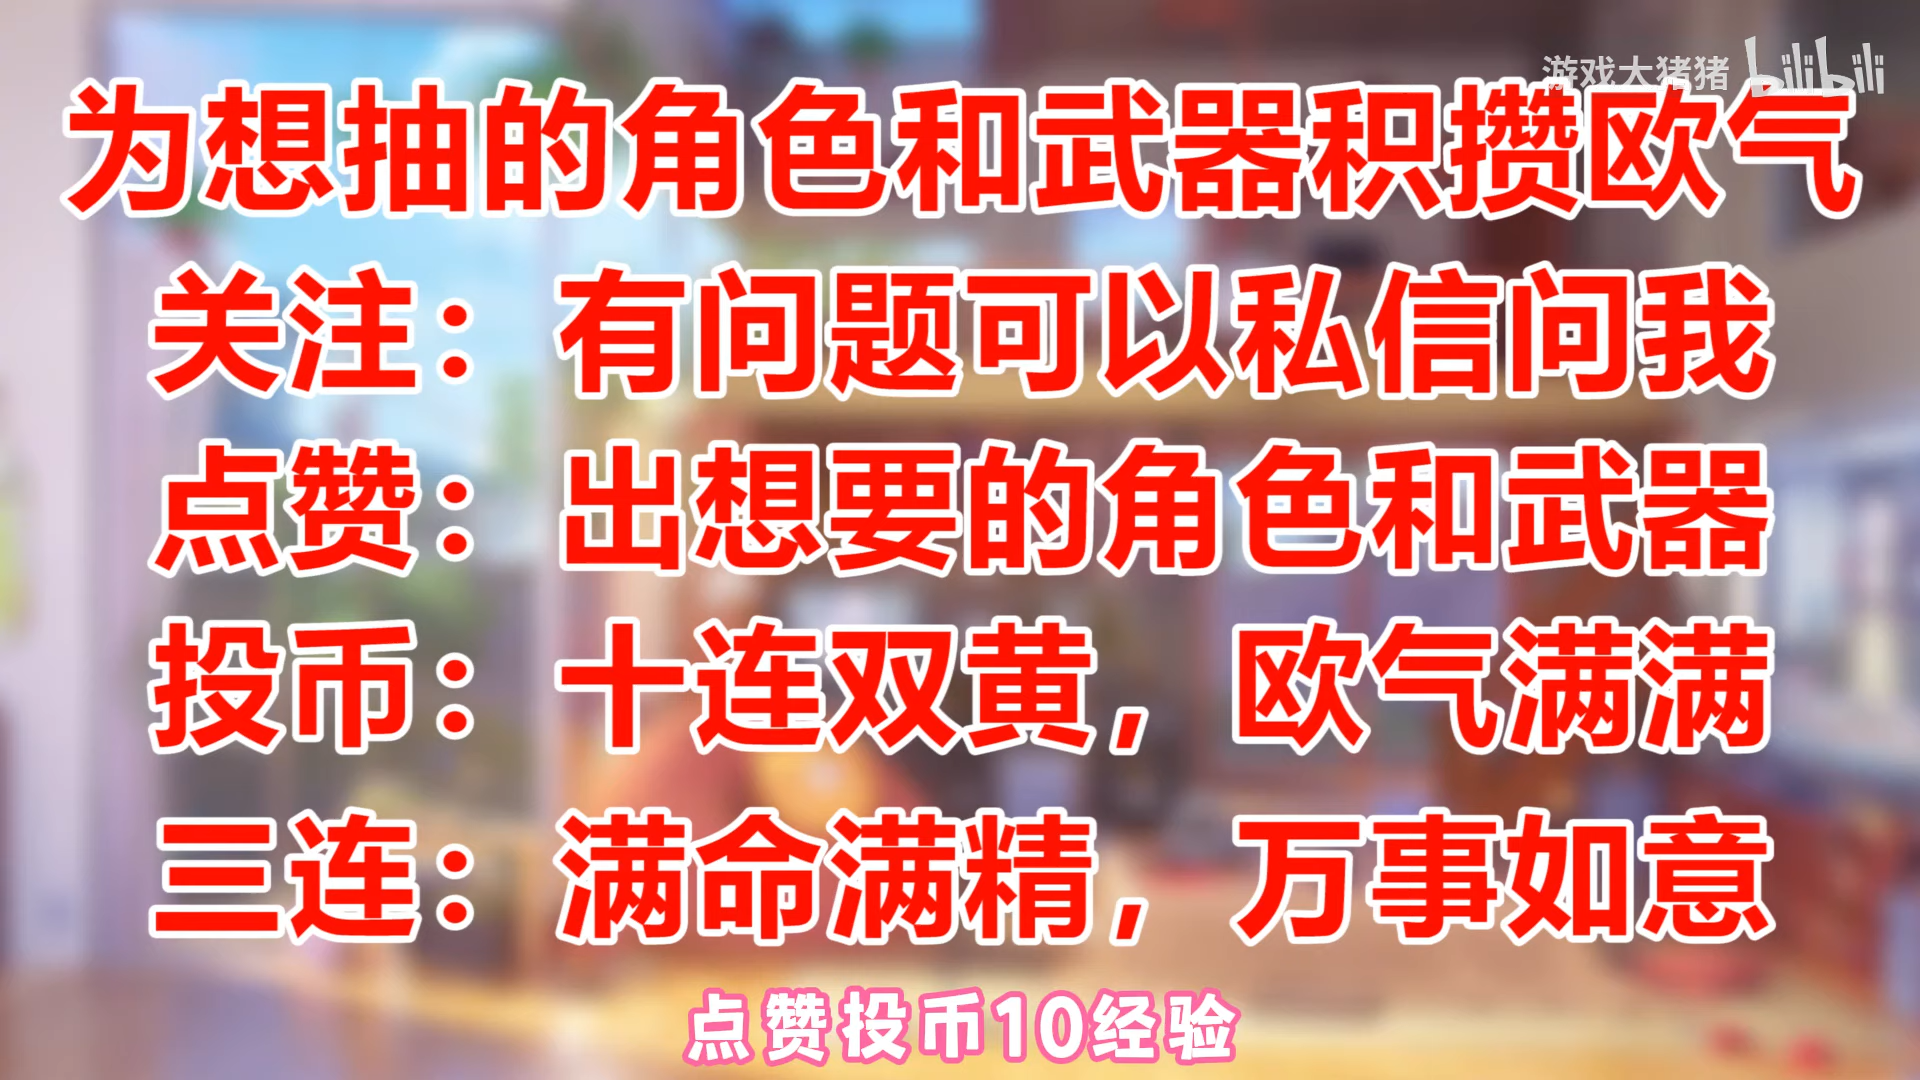 游戏大猪猪 bilibili
为想抽的角色和武器积攒欧气
关注：有问题可以私信问我
点赞：出想要的角色和武器
投币：十连双黄，欧气满满
三连：满命满精，万事如意
点赞投币10经验